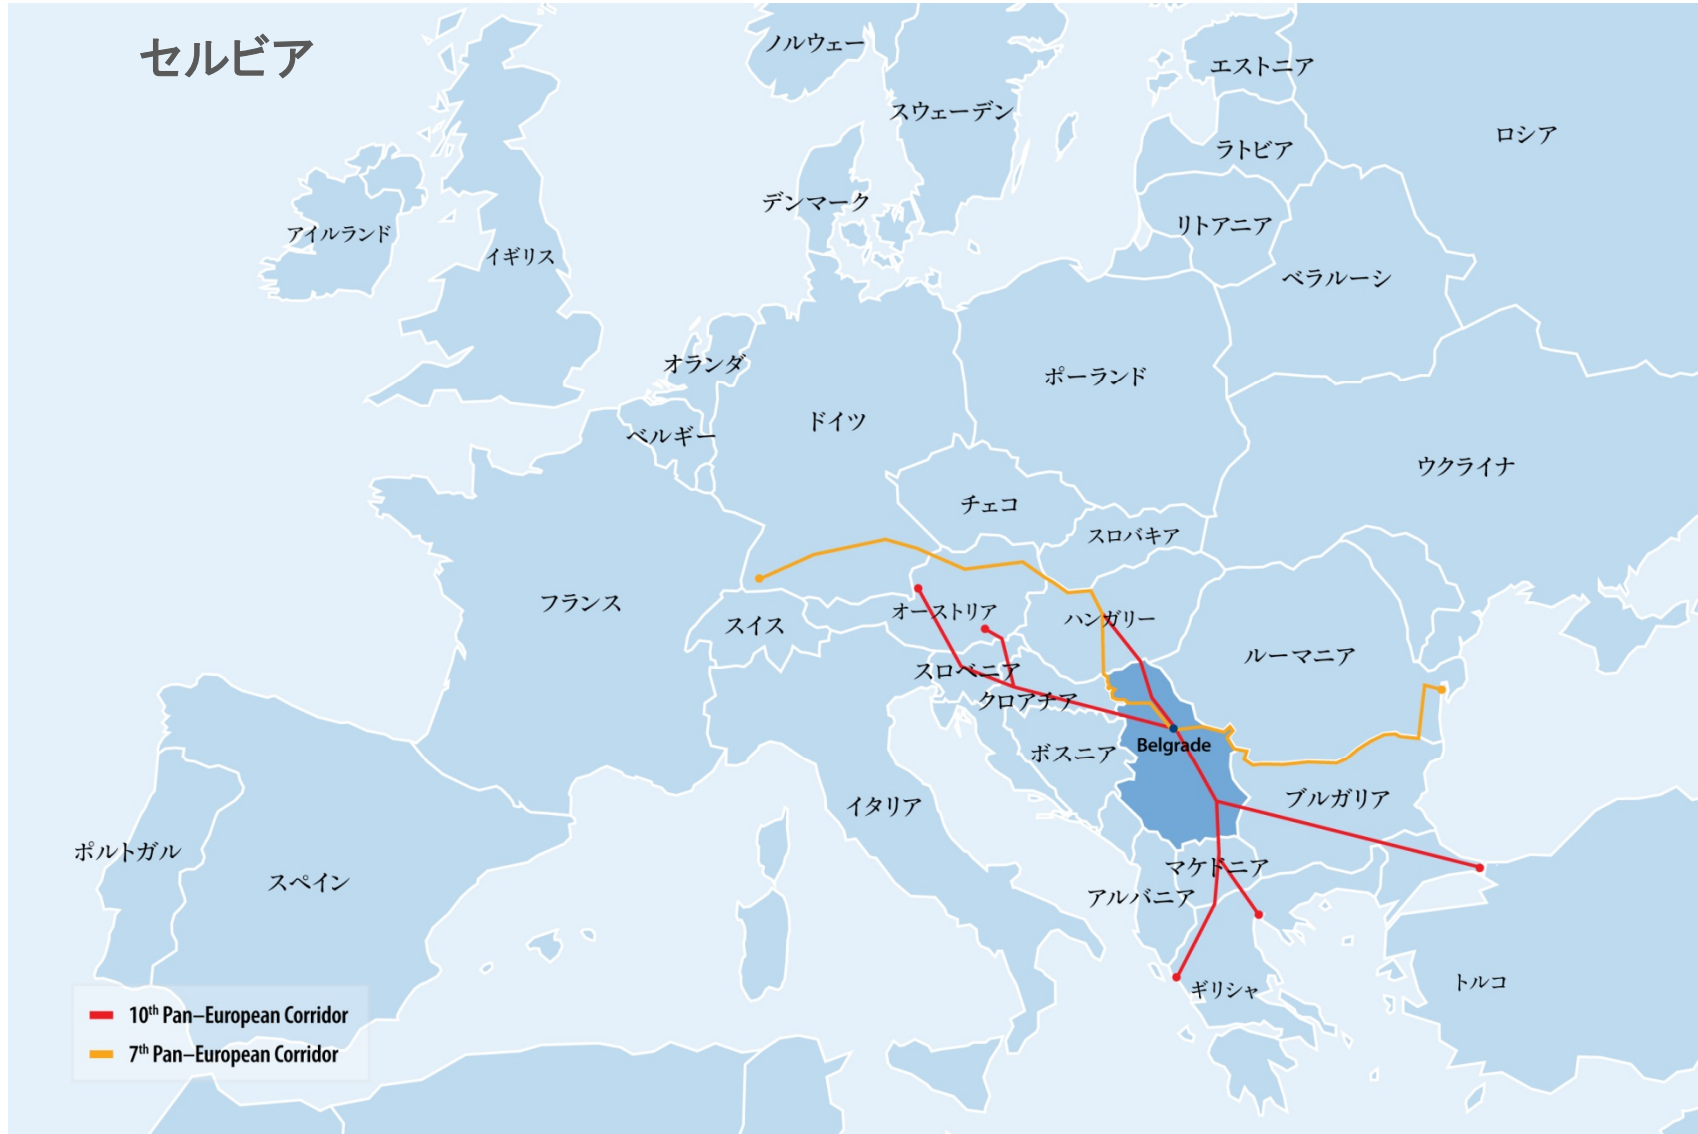 セルビア
ノルウェー
エストニア
スウェーデン
ロシア
ラトビア
デンマーク
リトアニア
アイルランド
イギリス
ベラルーシ
オランダ
ポーランド
ドイツ
ベルギー
ウクライナ
チェコ
スロバキア
フランス
オーストリア
ハンガリー
スイス
ルーマニア
スロベニア
クロアチア
Belgrade
ボスニア
ブルガリア
イタリア
ポルトガル
マケドニア
スペイン
アルバニア
トルコ
ギリシャ
10th Pan–European Corridor
7th Pan–European Corridor